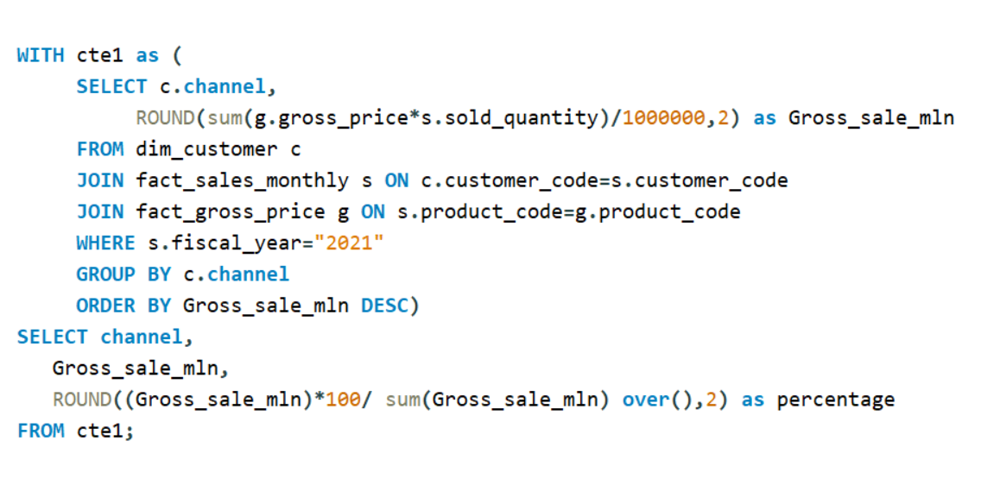 WITH cte1 as (
SELECT c.channel,
ROUND(sum(g.gross_price*s.sold_quantity)/1000000,2) as Gross_sale_mln
FROM dim_customer c
JOIN fact_sales_monthly s ON c.customer_code=s.customer_code
JOIN fact_gross_price g ON s.product_code=g.product_code
WHERE s.fiscal_year="2021"
GROUP BY c.channel
ORDER BY Gross_sale_mln DESC)
SELECT channel,
Gross_sale_mln,
ROUND((Gross_sale_mln)*100/ sum(Gross_sale_mln) over(),2) as percentage
FROM cte1;